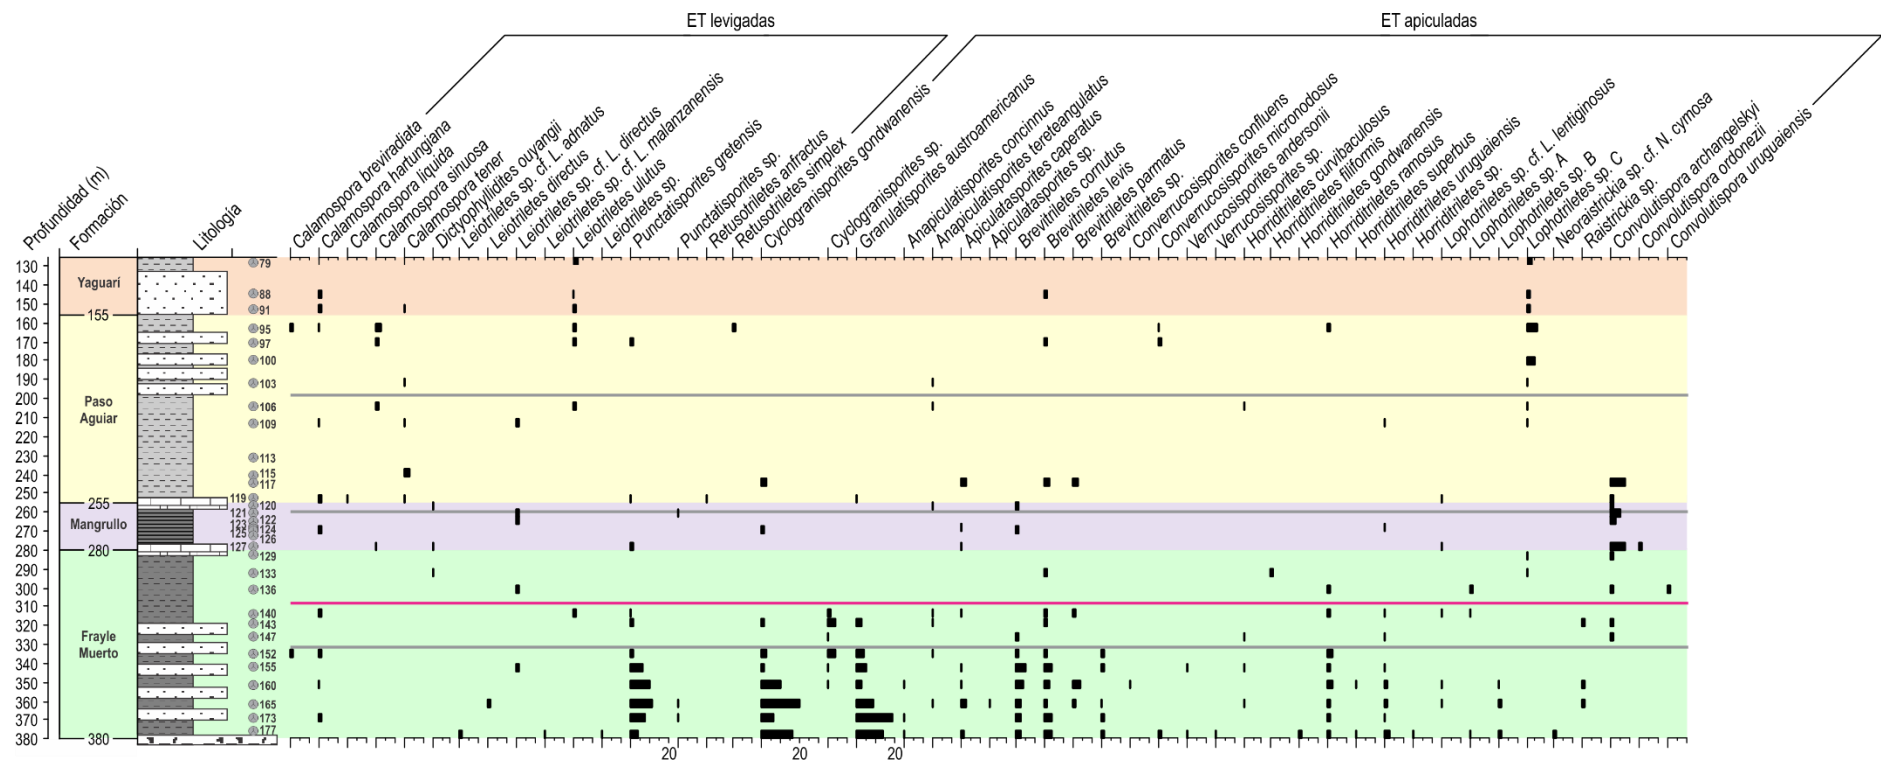 ET levigadas
ET apiculadas
Profundidad (m)
Formación
Litología
Calamospora breviradiata
Calamospora hartungiana
Calamospora liquida
Calamospora sinuosa
Calamospora tener
Dictyophyllidites ouyangii
Leiotriletes sp. cf. L. adnatus
Leiotriletes directus
Leiotriletes sp. cf. L. directus
Leiotriletes sp. cf. L. malanzanensis
Leiotriletes ulutus
Leiotriletes sp.
Punctatisporites gretensis
Punctatisporites sp.
Retusotriletes anfractus
Retusotriletes simplex
Cyclogranisporites gondwanensis
Cyclogranisporites sp.
Granulatisporites austroamericanus
Anapiculatisporites concinnus
Anapiculatisporites tereteangulatus
Apiculatasporites caperatus
Apiculatasporites sp.
Brevitriletes cornutus
Brevitriletes levis
Brevitriletes parmatus
Brevitriletes sp.
Converrucosisporites confluens
Converrucosisporites micronodosus
Verrucosisporites andersonii
Verrucosisporites sp.
Horriditriletes curvibaculosus
Horriditriletes filiformis
Horriditriletes gondwanensis
Horriditriletes ramosus
Horriditriletes superbus
Horriditriletes uruguaiensis
Horriditriletes sp.
Lophotriletes sp. cf. L. lentiginosus
Lophotriletes sp. A
Lophotriletes sp. B
Lophotriletes sp. C
Neoraistrickia sp. cf. N. cymosa
Raistrickia sp.
Convolutispora archangelskyi
Convolutispora ordonezii
Convolutispora uruguaiensis
130
140
150
160
170
180
190
200
210
220
230
240
250
260
270
280
290
300
310
320
330
340
350
360
370
380
Yaguarí
155
Paso
Aguiar
255
Mangrullo
280
Frayle
Muerto
380
79
88
91
95
97
100
103
106
109
113
115
117
119
120
121
122
123
124
125
126
127
129
133
136
140
143
147
152
155
160
165
173
177
20
20
20